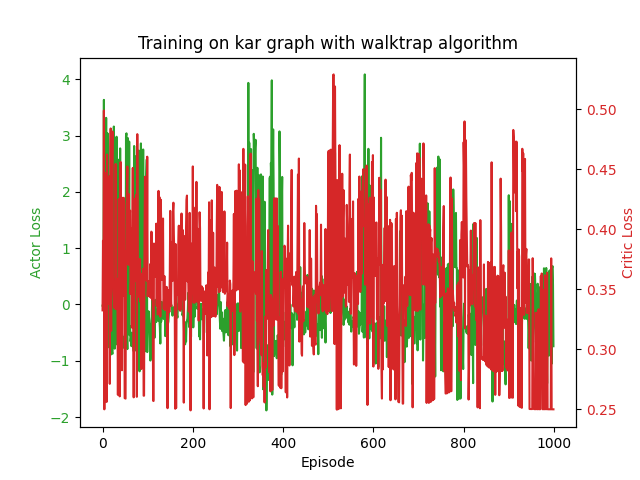 Training on kar graph with walktrap algorithm
4
3
2
1
0
−1
−2
Actor Loss
0.50
0.45
0.40
0.35
0.30
0.25
Critic Loss
0 200 400 600 800 1000
Episode